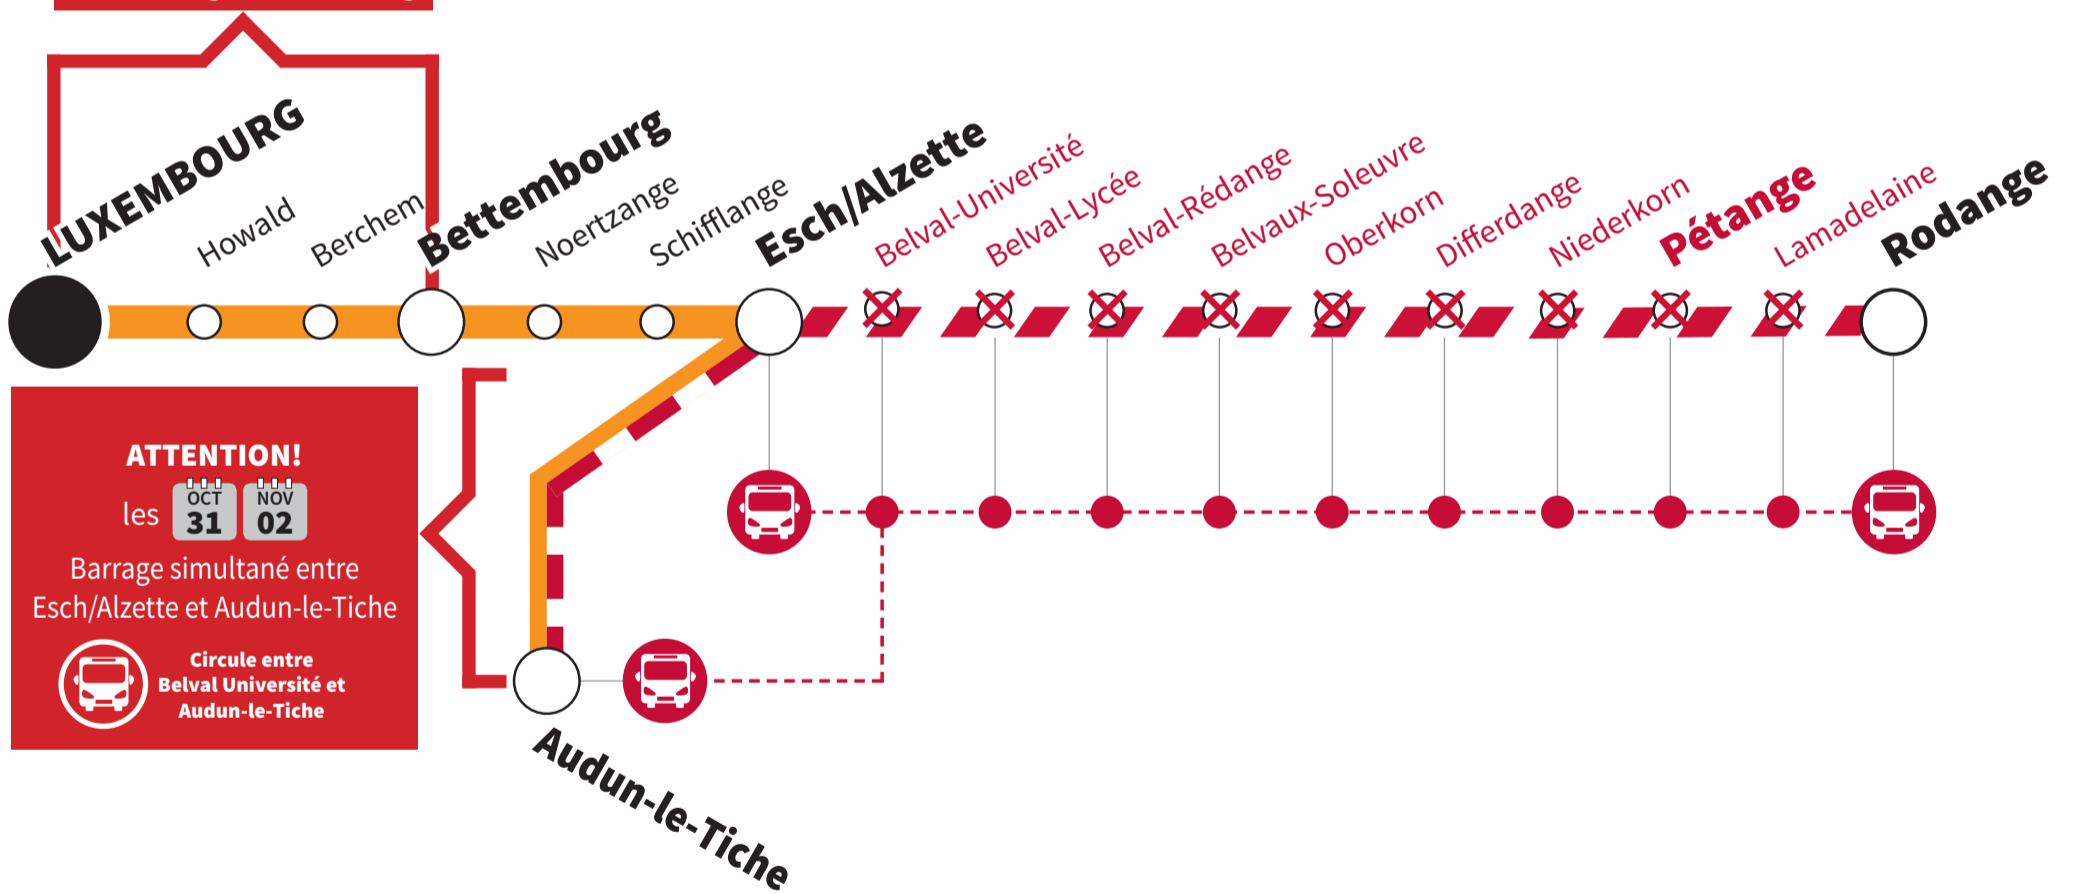 LUXEMBOURG
Howald
Berchem
Bettembourg
Noertzange
Schifflange
Esch/Alzette
Belval-Université
Belval-Lycée
Belval-Rédange
Belvaux-Soleuvre
Oberkorn
Differdange
Niederkorn
Pétange
Lamadelaine
Rodange
ATTENTION!
les OCT 31 NOV 02
Barrage simultané entre
Esch/Alzette et Audun-le-Tiche
Circule entre
Belval Université et
Audun-le-Tiche
Audun-le-Tiche